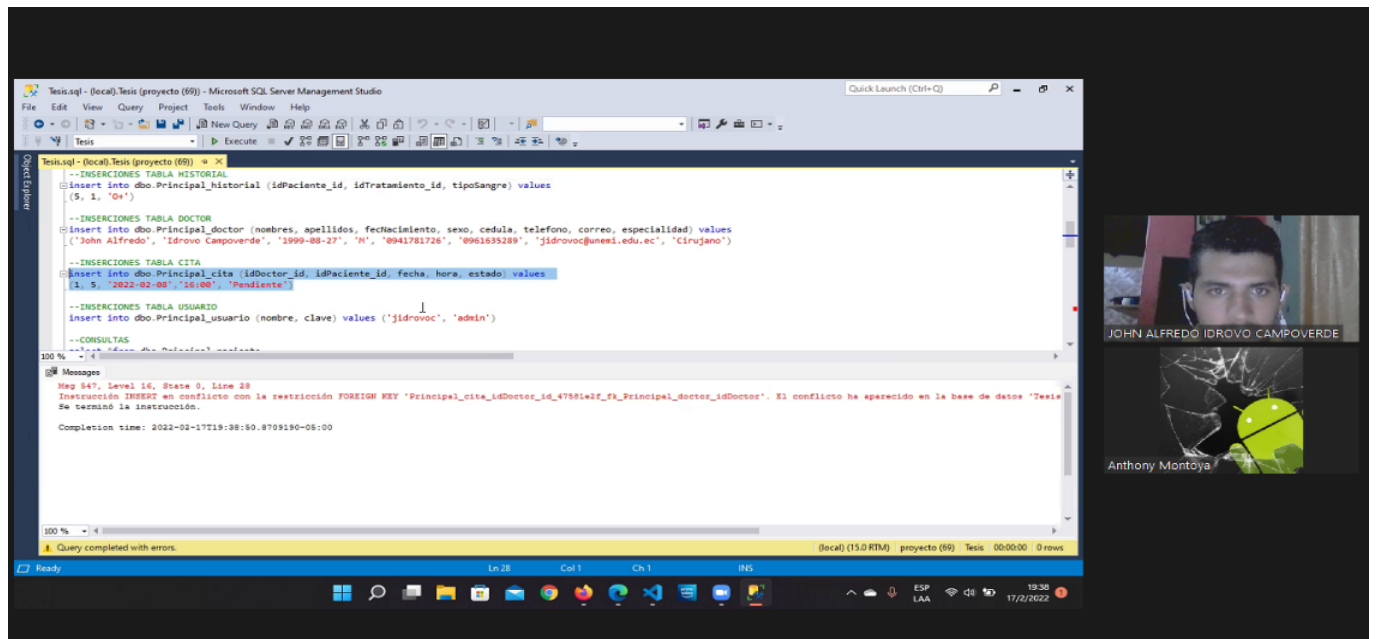 Tesis.sql - (local).Tesis (proyecto (69)) - Microsoft SQL Server Management Studio
Quick Launch (Ctrl+Q)
File Edit View Query Project Tools Window Help
New Query
Tesis
Execute
Object Explorer
Tesis.sql - (local).Tesis (proyecto (69))
--INSERCIONES TABLA HISTORIAL
insert into dbo.Principal_historial (idPaciente_id, idTratamiento_id, tipoSangre) values
(5, 1, 'O+')
--INSERCIONES TABLA DOCTOR
insert into dbo.Principal_doctor (nombres, apellidos, fecNacimiento, sexo, cedula, telefono, correo, especialidad) values
('John Alfredo', 'Idrovo Campoverde', '1999-08-27', 'M', '0941781726', '0961635289', 'jidrovoc@unemi.edu.ec', 'Cirujano')
--INSERCIONES TABLA CITA
insert into dbo.Principal_cita (idDoctor_id, idPaciente_id, fecha, hora, estado) values
(1, 5, '2022-02-08','16:00', 'Pendiente')
--INSERCIONES TABLA USUARIO
insert into dbo.Principal_usuario (nombre, clave) values ('jidrovoc', 'admin')
--CONSULTAS
100 %
Messages
Msg 547, Level 16, State 0, Line 28
Instrucción INSERT en conflicto con la restricción FOREIGN KEY 'Principal_cita_idDoctor_id_47581e2f_fk_Principal_doctor_idDoctor'. El conflicto ha aparecido en la base de datos 'Tesis
Se terminó la instrucción.
Completion time: 2022-02-17T19:38:50.8709190-05:00
100 %
Query completed with errors.
(local) (15.0 RTM) proyecto (69) Tesis 00:00:00 0 rows
Ready
Ln 28 Col 1 Ch 1 INS
ESP
LAA
19:38
17/2/2022
1
JOHN ALFREDO IDROVO CAMPOVERDE
Anthony Montoya